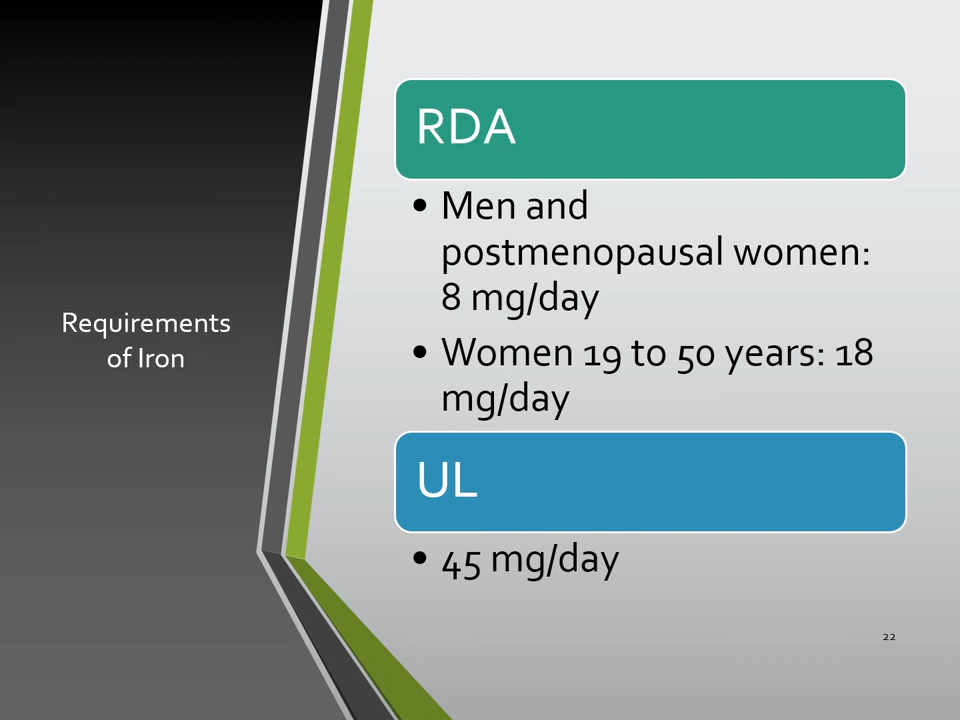 Requirements
of Iron
RDA
• Men and
postmenopausal women:
8 mg/day
• Women 19 to 50 years: 18
mg/day
UL
• 45 mg/day
22